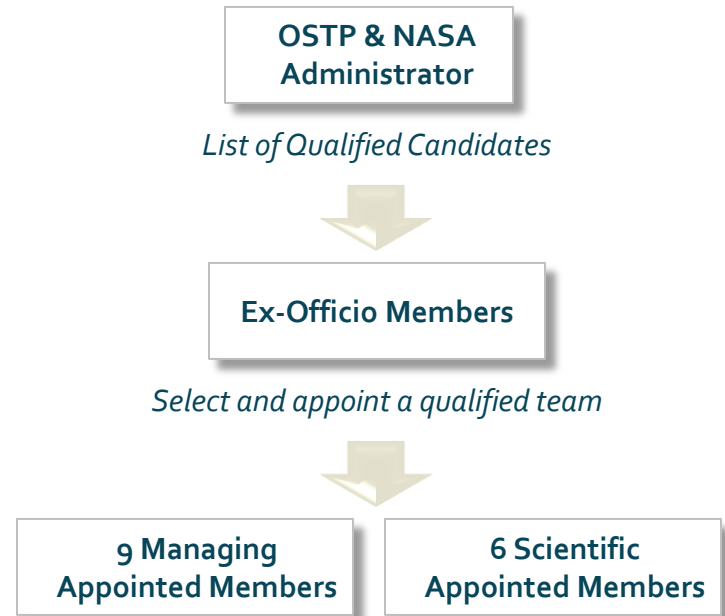 OSTP & NASA
Administrator
List of Qualified Candidates
Ex-Officio Members
Select and appoint a qualified team
9 Managing
Appointed Members
6 Scientific
Appointed Members